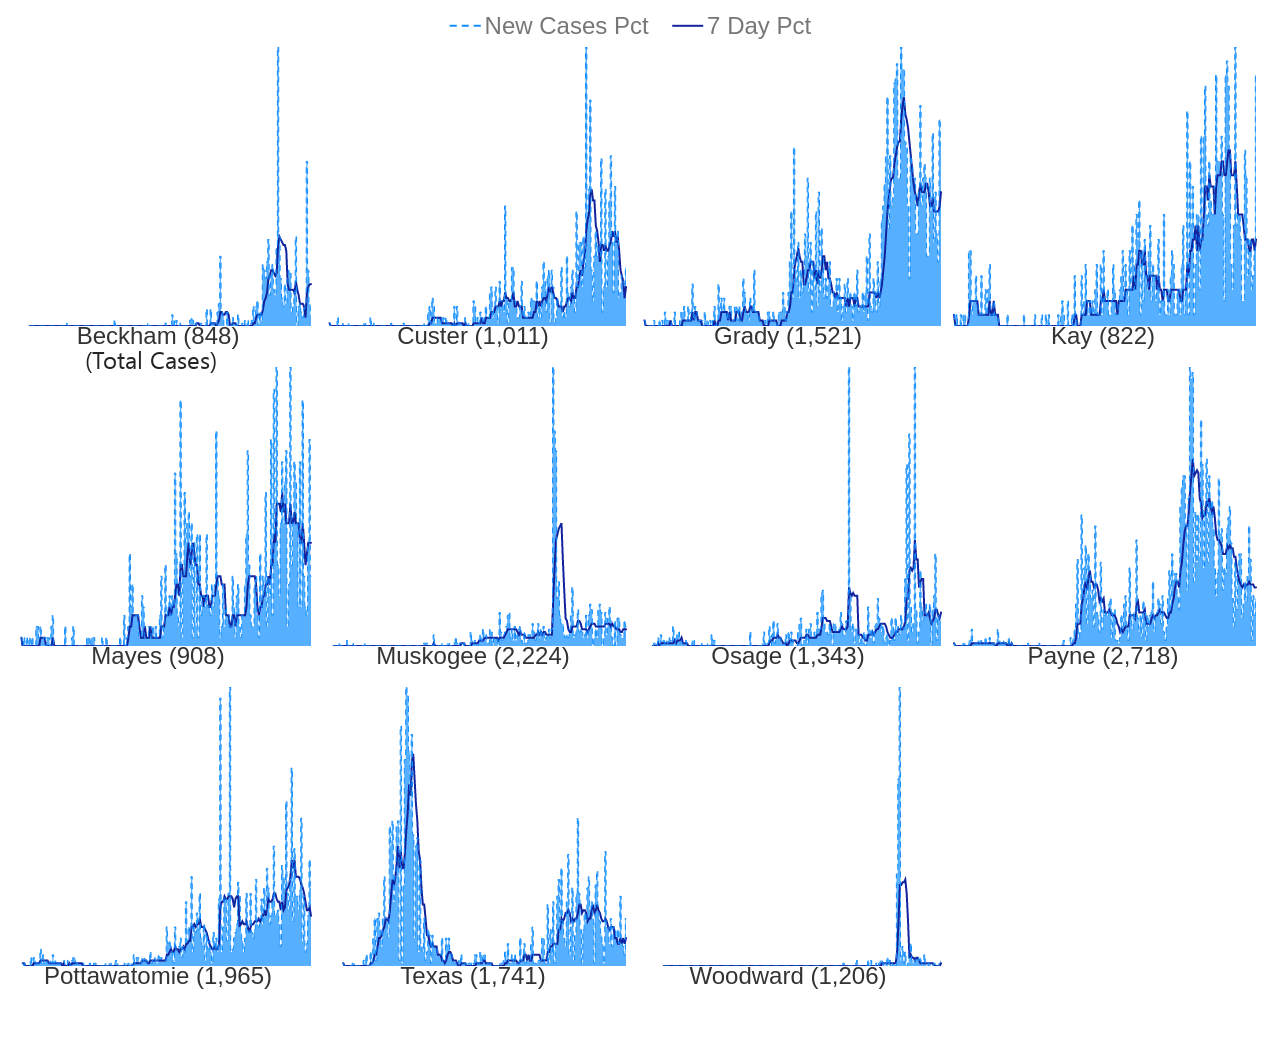 New Cases Pct 7 Day Pct
Beckham (848) Custer (1,011) Grady (1,521) Kay (822)
(Total Cases)
Mayes (908) Muskogee (2,224) Osage (1,343) Payne (2,718)
Pottawatomie (1,965) Texas (1,741) Woodward (1,206)